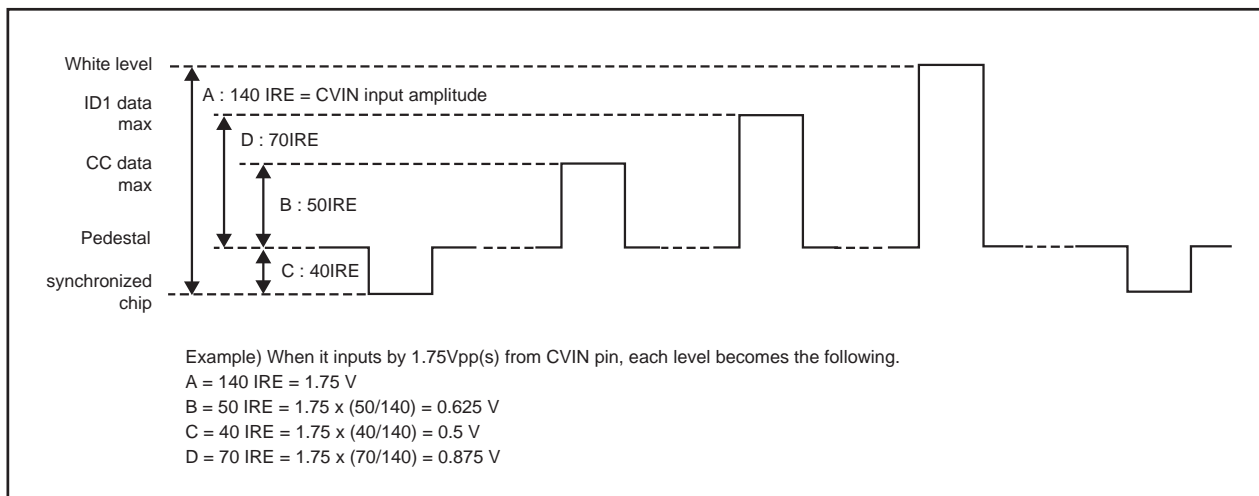 White level
A : 140 IRE = CVIN input amplitude
ID1 data
max
D : 70IRE
CC data
max
B : 50IRE
Pedestal
C : 40IRE
synchronized
chip
Example) When it inputs by 1.75Vpp(s) from CVIN pin, each level becomes the following.
A = 140 IRE = 1.75 V
B = 50 IRE = 1.75 x (50/140) = 0.625 V
C = 40 IRE = 1.75 x (40/140) = 0.5 V
D = 70 IRE = 1.75 x (70/140) = 0.875 V